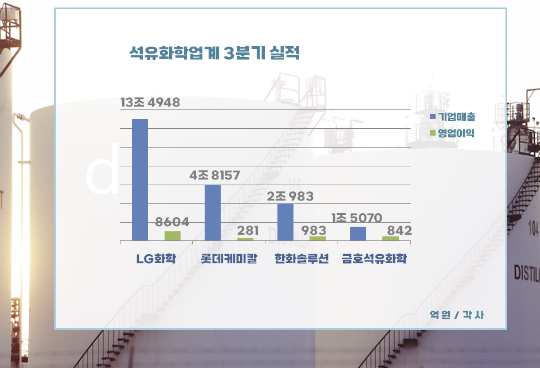 석유화학업계 3분기 실적
13조 4948
기업매출
영업이익
4조 8157
2조 983
1조 5070
8604
281
983
842
LG화학 롯데케미칼 한화솔루션 금호석유화학
억원 / 각사
d
104
DISTIL